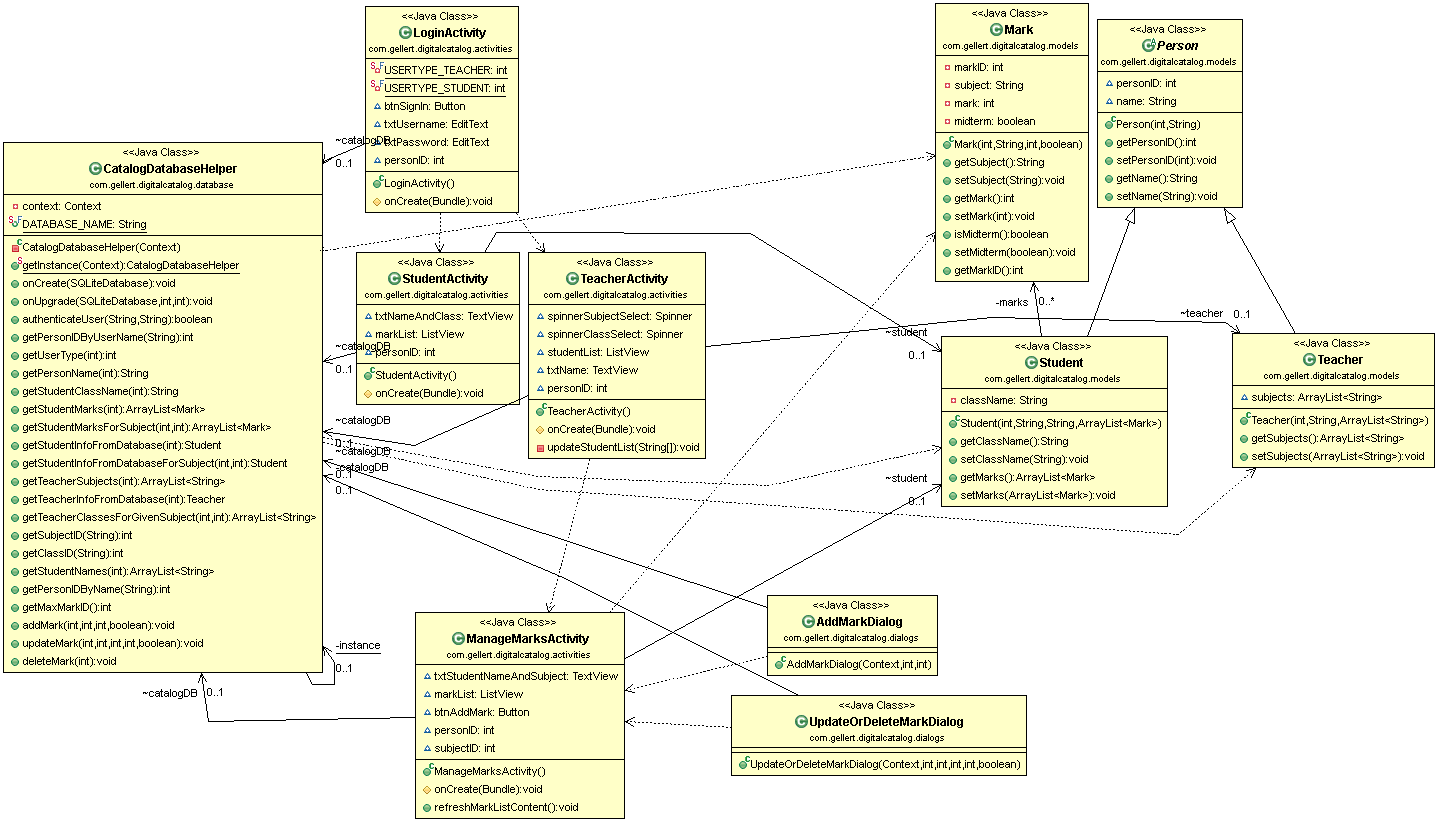 <<Java Class>>
LoginActivity
com.gellert.digitalcatalog.activities
USERTYPE_TEACHER: int
USERTYPE_STUDENT: int
btnSignIn: Button
txtUsername: EditText
txtPassword: EditText
personID: int
LoginActivity()
onCreate(Bundle):void
<<Java Class>>
Mark
com.gellert.digitalcatalog.models
markID: int
subject: String
mark: int
midterm: boolean
Mark(int,String,int,boolean)
getSubject():String
setSubject(String):void
getMark():int
setMark(int):void
isMidterm():boolean
setMidterm(boolean):void
getMarkID():int
<<Java Class>>
Person
com.gellert.digitalcatalog.models
personID: int
name: String
Person(int,String)
getPersonID():int
setPersonID(int):void
getName():String
setName(String):void
<<Java Class>>
CatalogDatabaseHelper
com.gellert.digitalcatalog.database
context: Context
DATABASE_NAME: String
CatalogDatabaseHelper(Context)
getInstance(Context):CatalogDatabaseHelper
onCreate(SQLiteDatabase):void
onUpgrade(SQLiteDatabase,int,int):void
authenticateUser(String,String):boolean
getPersonIDByUserName(String):int
getUserType(int):int
getPersonName(int):String
getStudentClassName(int):String
getStudentMarks(int):ArrayList<Mark>
getStudentMarksForSubject(int,int):ArrayList<Mark>
getStudentInfoFromDatabase(int):Student
getStudentInfoFromDatabaseForSubject(int,int):Student
getTeacherSubjects(int):ArrayList<String>
getTeacherInfoFromDatabase(int):Teacher
getTeacherClassesForGivenSubject(int,int):ArrayList<String>
getSubjectID(String):int
getClassID(String):int
getStudentNames(int):ArrayList<String>
getPersonIDByName(String):int
getMaxMarkID():int
addMark(int,int,int,boolean):void
updateMark(int,int,int,int,boolean):void
deleteMark(int):void
~catalogDB
0..1
<<Java Class>>
StudentActivity
com.gellert.digitalcatalog.activities
txtNameAndClass: TextView
markList: ListView
personID: int
StudentActivity()
onCreate(Bundle):void
<<Java Class>>
TeacherActivity
com.gellert.digitalcatalog.activities
spinnerSubjectSelect: Spinner
spinnerClassSelect: Spinner
studentList: ListView
txtName: TextView
personID: int
TeacherActivity()
onCreate(Bundle):void
updateStudentList(String[]):void
~catalogDB
0..1
~catalogDB
0..1
~catalogDB
0..1
~catalogDB
0..1
-marks
0..*
~teacher
0..1
~student
0..1
<<Java Class>>
Student
com.gellert.digitalcatalog.models
className: String
Student(int,String,String,ArrayList<Mark>)
getClassName():String
setClassName(String):void
getMarks():ArrayList<Mark>
setMarks(ArrayList<Mark>):void
<<Java Class>>
Teacher
com.gellert.digitalcatalog.models
subjects: ArrayList<String>
Teacher(int,String,ArrayList<String>)
getSubjects():ArrayList<String>
setSubjects(ArrayList<String>):void
~student
0..1
-instance
0..1
~catalogDB
0..1
<<Java Class>>
ManageMarksActivity
com.gellert.digitalcatalog.activities
txtStudentNameAndSubject: TextView
markList: ListView
btnAddMark: Button
personID: int
subjectID: int
ManageMarksActivity()
onCreate(Bundle):void
refreshMarkListContent():void
<<Java Class>>
AddMarkDialog
com.gellert.digitalcatalog.dialogs
AddMarkDialog(Context,int,int)
<<Java Class>>
UpdateOrDeleteMarkDialog
com.gellert.digitalcatalog.dialogs
UpdateOrDeleteMarkDialog(Context,int,int,int,int,boolean)